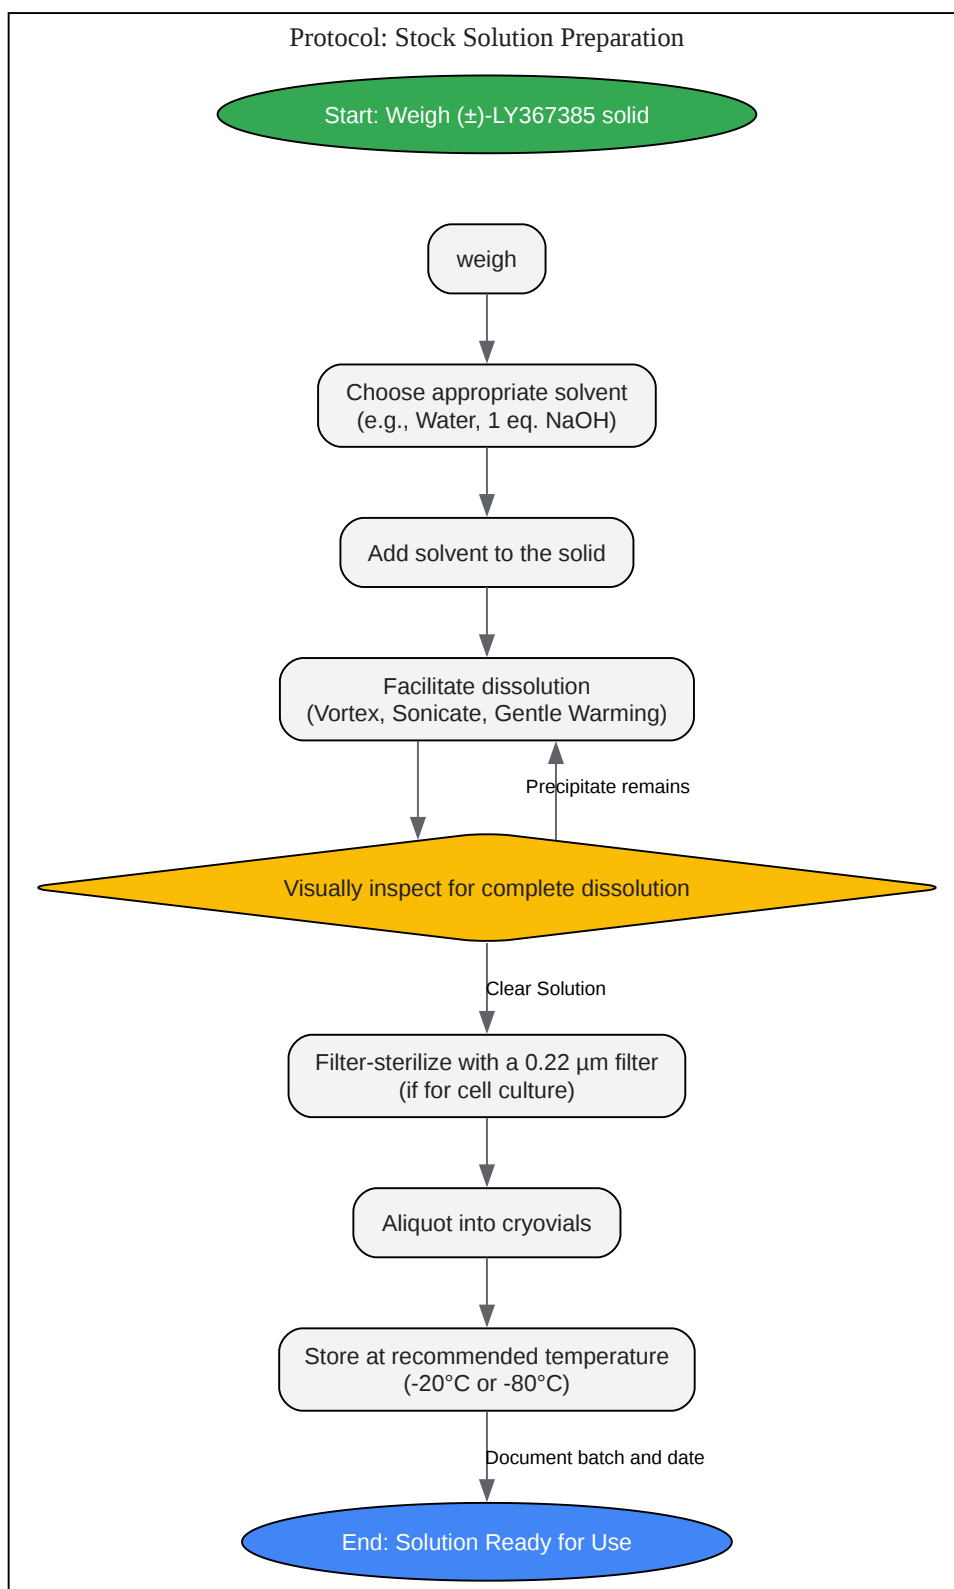 Protocol: Stock Solution Preparation
Start: Weigh (±)-LY367385 solid
weigh
Choose appropriate solvent
(e.g., Water, 1 eq. NaOH)
Add solvent to the solid
Facilitate dissolution
(Vortex, Sonicate, Gentle Warming)
Precipitate remains
Visually inspect for complete dissolution
Clear Solution
Filter-sterilize with a 0.22 µm filter
(if for cell culture)
Aliquot into cryovials
Store at recommended temperature
(-20°C or -80°C)
Document batch and date
End: Solution Ready for Use